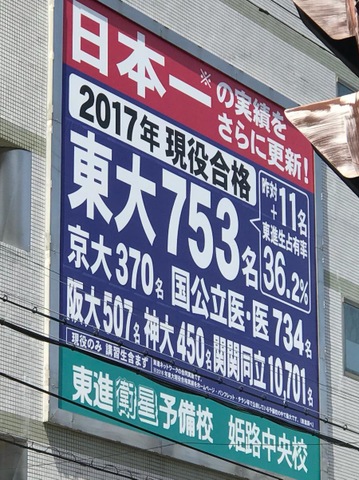 日本一※の実績を
さらに更新!
2017年 現役合格
東大753名
昨対
+11名
東進生占有率
36.2%
京大370名 国公立医・医734名
阪大507名 神大450名 関関同立10,701名
現役のみ 講習生含まず
東進衛星予備校 姫路中央校